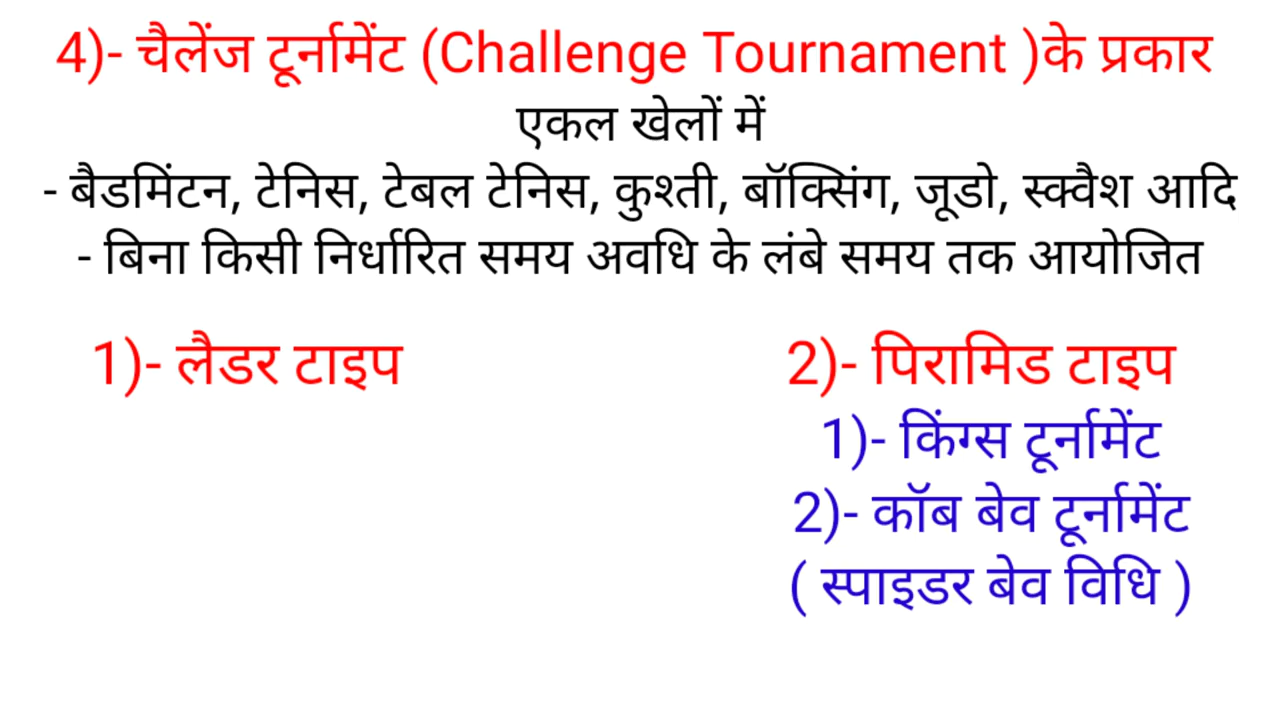 4)- चैलेंज टूर्नामेंट (Challenge Tournament )के प्रकार
एकल खेलों में
- बैडमिंटन, टेनिस, टेबल टेनिस, कुश्ती, बॉक्सिंग, जूडो, स्क्वैश आदि
- बिना किसी निर्धारित समय अवधि के लंबे समय तक आयोजित
1)- लैडर टाइप
2)- पिरामिड टाइप
1)- किंग्स टूर्नामेंट
2)- कॉब बेव टूर्नामेंट
( स्पाइडर बेव विधि )